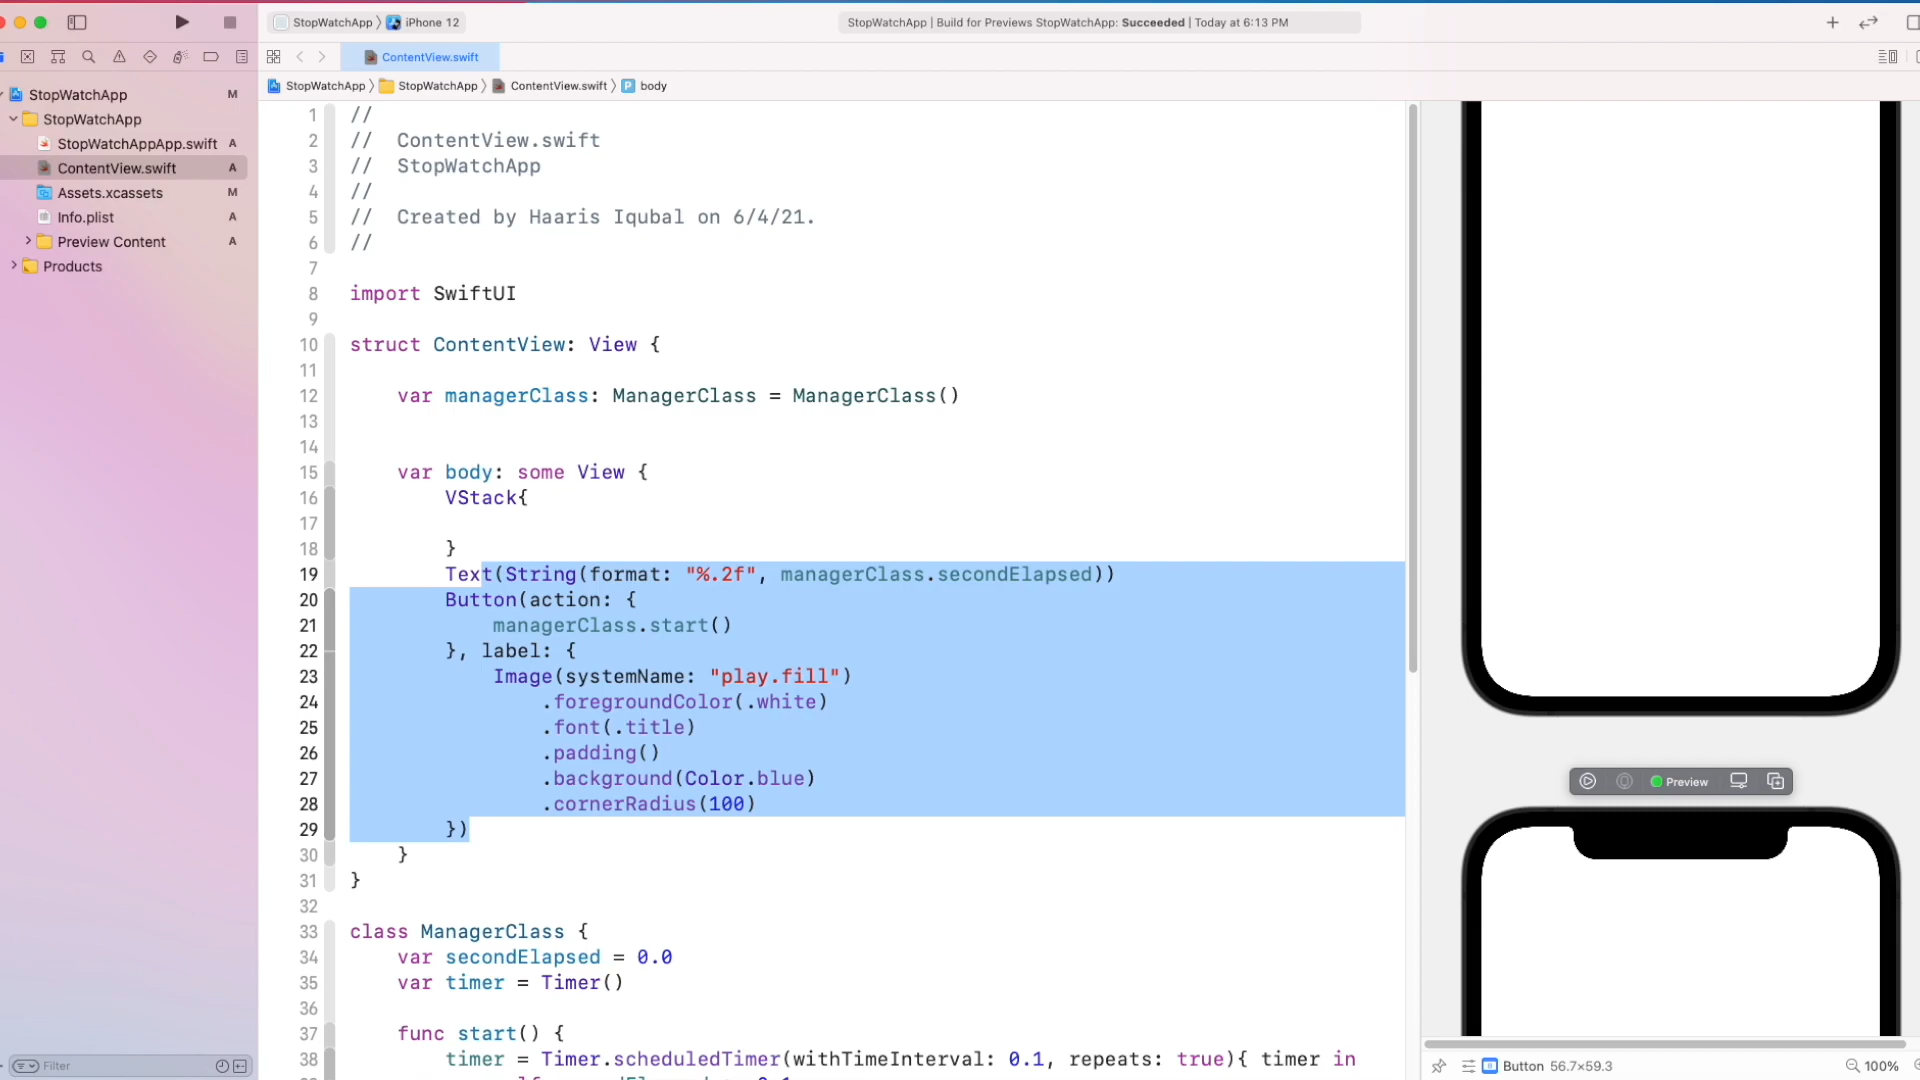 StopWatchApp iPhone 12
StopWatchApp | Build for Previews StopWatchApp: Succeeded | Today at 6:13 PM
ContentView.swift
StopWatchApp StopWatchApp ContentView.swift P body
StopWatchApp M
StopWatchApp
StopWatchAppApp.swift A
ContentView.swift A
Assets.xcassets M
Info.plist A
Preview Content A
Products
1 //
2 // ContentView.swift
3 // StopWatchApp
4 //
5 // Created by Haaris Iqubal on 6/4/21.
6 //
7
8 import SwiftUI
9
10 struct ContentView: View {
11
12 var managerClass: ManagerClass = ManagerClass()
13
14
15 var body: some View {
16 VStack{
17
18 }
19 Text(String(format: "%.2f", managerClass.secondElapsed))
20 Button(action: {
21 managerClass.start()
22 }, label: {
23 Image(systemName: "play.fill")
24 .foregroundColor(.white)
25 .font(.title)
26 .padding()
27 .background(Color.blue)
28 .cornerRadius(100)
29 })
30 }
31 }
32
33 class ManagerClass {
34 var secondElapsed = 0.0
35 var timer = Timer()
36
37 func start() {
38 timer = Timer.scheduledTimer(withTimeInterval: 0.1, repeats: true){ timer in
Preview
Filter
Button 56.7×59.3
100%